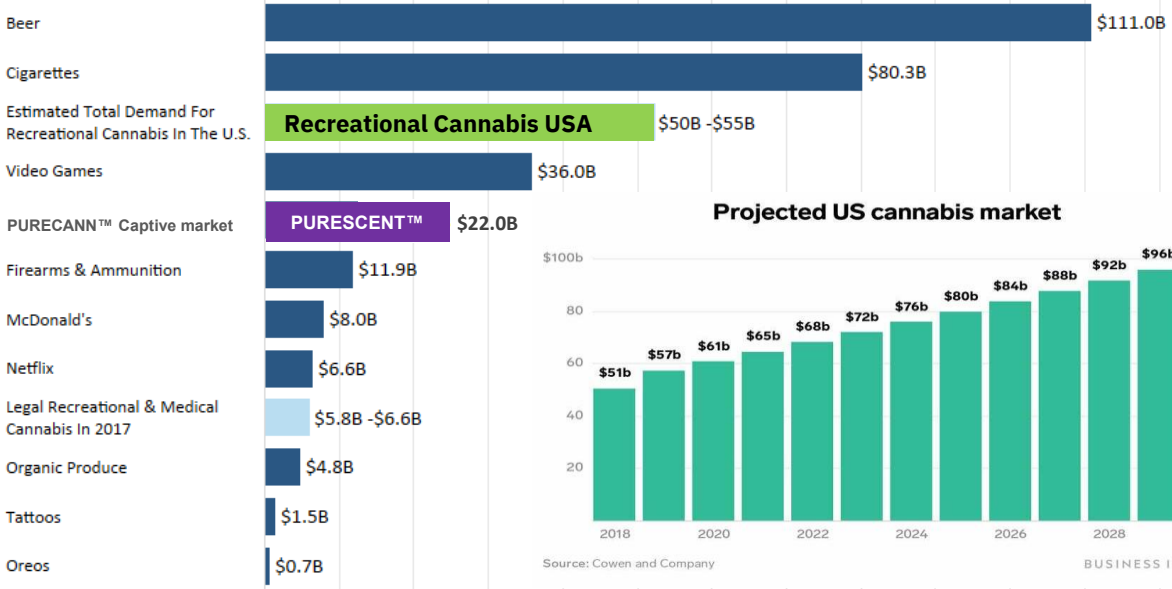 Beer
$111.0B
Cigarettes
$80.3B
Estimated Total Demand For
Recreational Cannabis In The U.S.
Recreational Cannabis USA
$50B -$55B
Video Games
$36.0B
PURECANN™ Captive market
PURESCENT™
$22.0B
Firearms & Ammunition
$11.9B
McDonald's
$8.0B
Netflix
$6.6B
Legal Recreational & Medical
Cannabis In 2017
$5.8B -$6.6B
Organic Produce
$4.8B
Tattoos
$1.5B
Oreos
$0.7B
Projected US cannabis market
$100b
80
60
40
20
$51b
$57b
$61b
$65b
$68b
$72b
$76b
$80b
$84b
$88b
$92b
$96b
2018
2020
2022
2024
2026
2028
Source: Cowen and Company
BUSINESS I